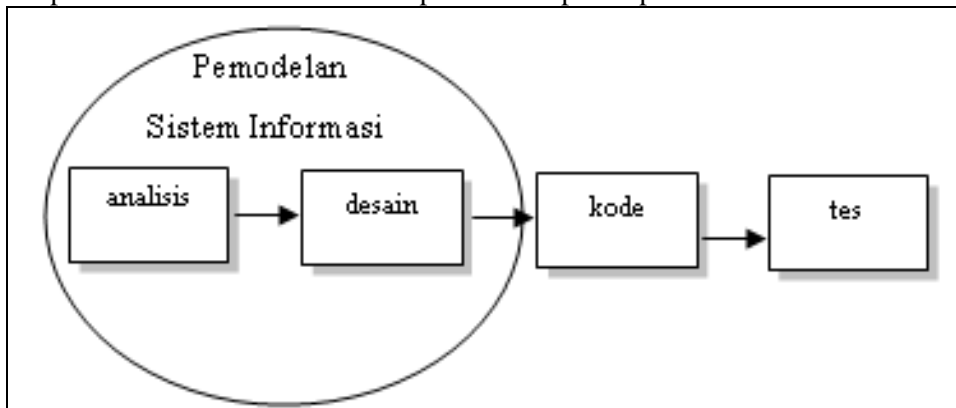 Pemodelan
Sistem Informasi
analisis
desain
kode
tes